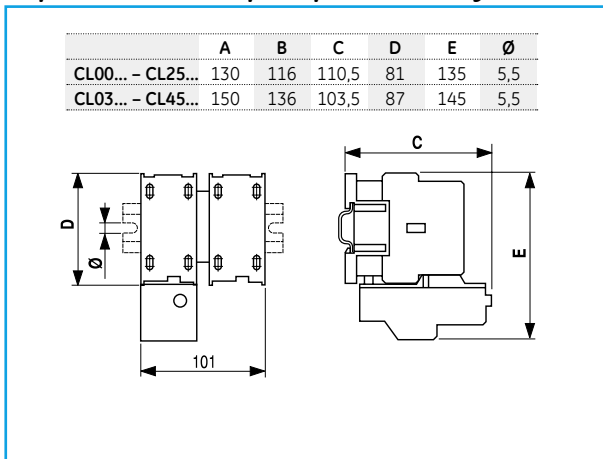 A B C D E Ø
CL00... – CL25... 130 116 110,5 81 135 5,5
CL03... – CL45... 150 136 103,5 87 145 5,5
C
D
Ø
E
101